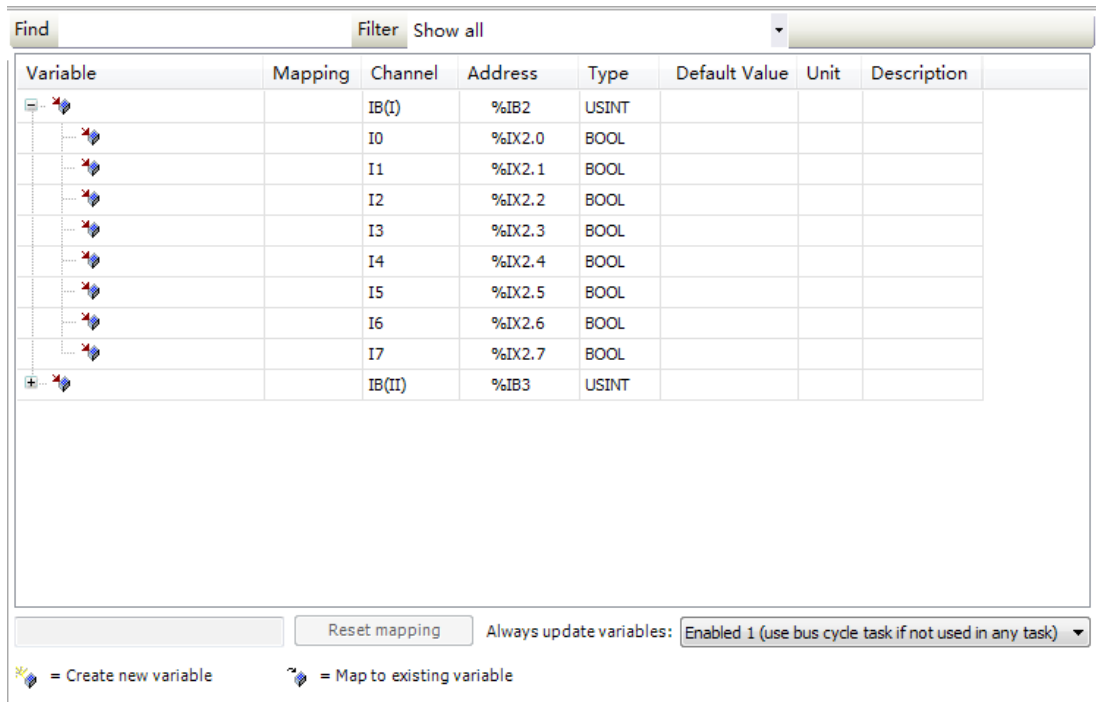 Find Filter Show all
Variable Mapping Channel Address Type Default Value Unit Description
IB(I) %IB2 USINT
I0 %IX2.0 BOOL
I1 %IX2.1 BOOL
I2 %IX2.2 BOOL
I3 %IX2.3 BOOL
I4 %IX2.4 BOOL
I5 %IX2.5 BOOL
I6 %IX2.6 BOOL
I7 %IX2.7 BOOL
IB(II) %IB3 USINT
Reset mapping Always update variables: Enabled 1 (use bus cycle task if not used in any task)
= Create new variable = Map to existing variable